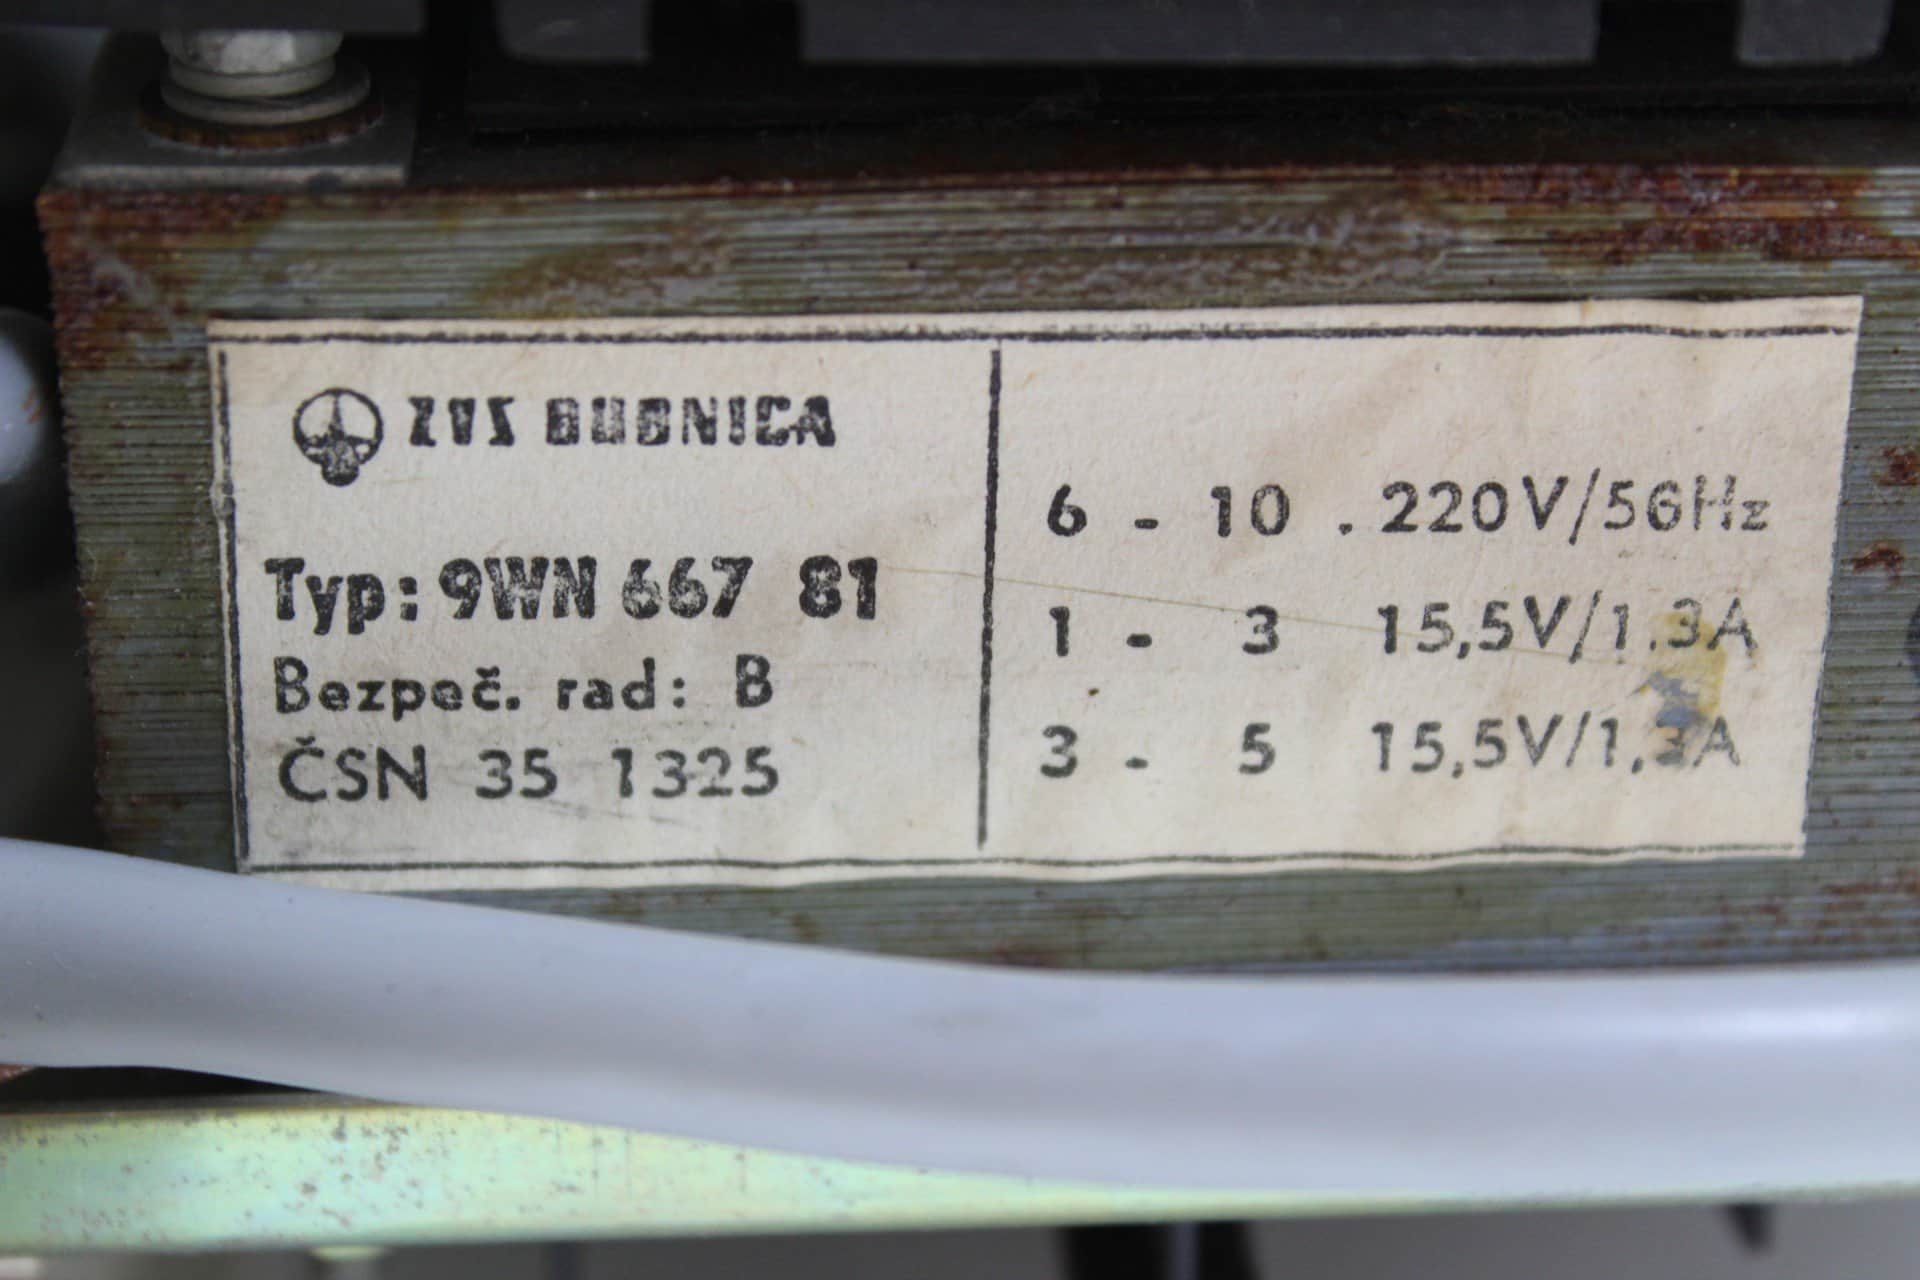 ZVS DUBNICA
Typ: 9WN 667 81
Bezpeč. rad: B
ČSN 35 1325
6 - 10 . 220V/50Hz
1 - 3 15,5V/1.3A
3 - 5 15,5V/1,3A